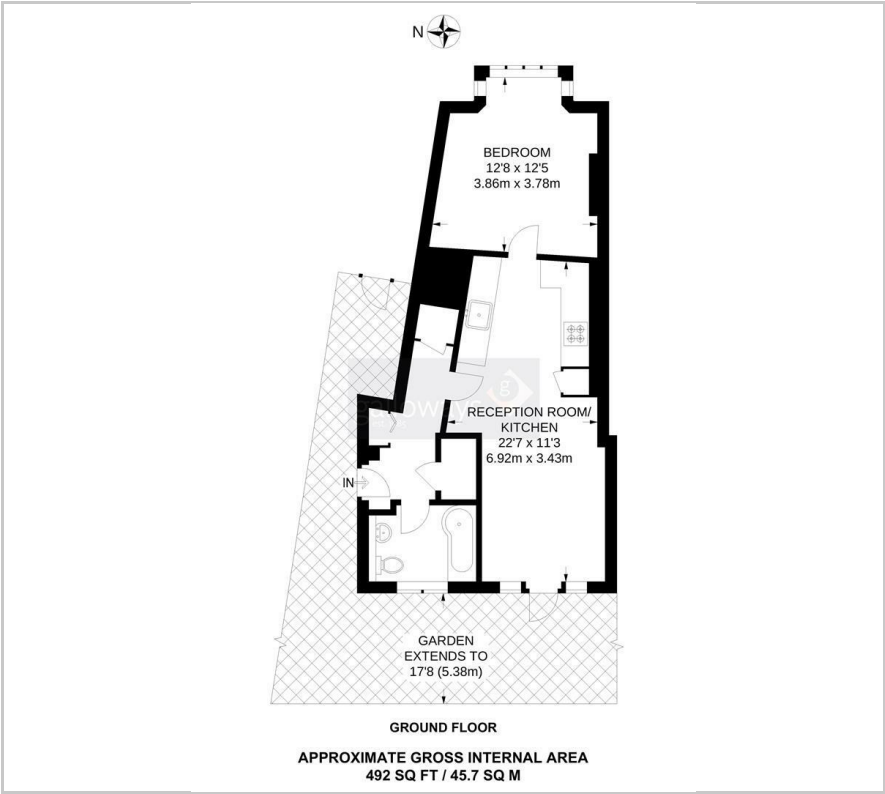 N
BEDROOM
12'8 x 12'5
3.86m x 3.78m
galloways
g
RECEPTION ROOM/
KITCHEN
22'7 x 11'3
6.92m x 3.43m
IN
GARDEN
EXTENDS TO
17'8 (5.38m)
GROUND FLOOR
APPROXIMATE GROSS INTERNAL AREA
492 SQ FT / 45.7 SQ M